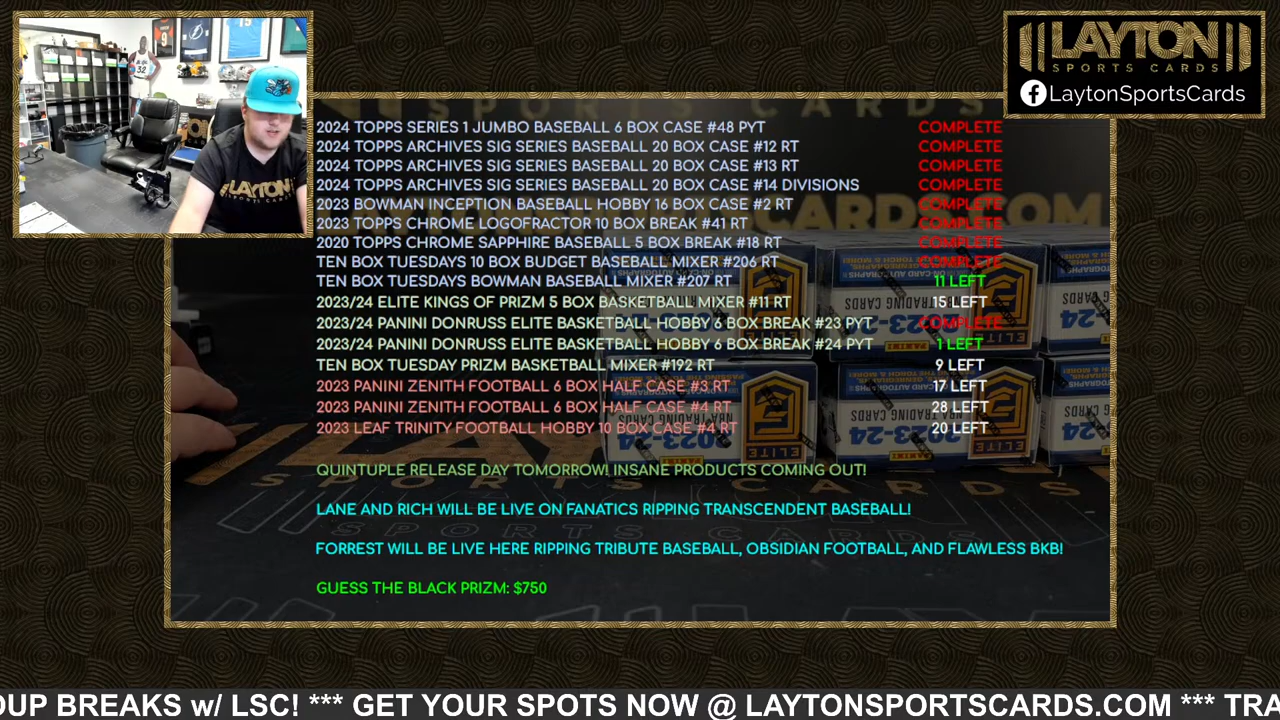 LAYTON
SPORTS CARDS
LaytonSportsCards
2024 TOPPS SERIES 1 JUMBO BASEBALL 6 BOX CASE #48 PYT COMPLETE
2024 TOPPS ARCHIVES SIG SERIES BASEBALL 20 BOX CASE #12 RT COMPLETE
2024 TOPPS ARCHIVES SIG SERIES BASEBALL 20 BOX CASE #13 RT COMPLETE
2024 TOPPS ARCHIVES SIG SERIES BASEBALL 20 BOX CASE #14 DIVISIONS COMPLETE
2023 BOWMAN INCEPTION BASEBALL HOBBY 16 BOX CASE #2 RT COMPLETE
2023 TOPPS CHROME LOGOFRACTOR 10 BOX BREAK #41 RT COMPLETE
2020 TOPPS CHROME SAPPHIRE BASEBALL 5 BOX BREAK #18 RT COMPLETE
TEN BOX TUESDAYS 10 BOX BUDGET BASEBALL MIXER #206 RT COMPLETE
TEN BOX TUESDAYS BOWMAN BASEBALL MIXER #207 RT 11 LEFT
2023/24 ELITE KINGS OF PRIZM 5 BOX BASKETBALL MIXER #11 RT 15 LEFT
2023/24 PANINI DONRUSS ELITE BASKETBALL HOBBY 6 BOX BREAK #23 PYT COMPLETE
2023/24 PANINI DONRUSS ELITE BASKETBALL HOBBY 6 BOX BREAK #24 PYT 1 LEFT
TEN BOX TUESDAY PRIZM BASKETBALL MIXER #192 RT 9 LEFT
2023 PANINI ZENITH FOOTBALL 6 BOX HALF CASE #3 RT 17 LEFT
2023 PANINI ZENITH FOOTBALL 6 BOX HALF CASE #4 RT 28 LEFT
2023 LEAF TRINITY FOOTBALL HOBBY 10 BOX CASE #4 RT 20 LEFT
QUINTUPLE RELEASE DAY TOMORROW! INSANE PRODUCTS COMING OUT!
LANE AND RICH WILL BE LIVE ON FANATICS RIPPING TRANSCENDENT BASEBALL!
FORREST WILL BE LIVE HERE RIPPING TRIBUTE BASEBALL, OBSIDIAN FOOTBALL, AND FLAWLESS BKB!
GUESS THE BLACK PRIZM: $750
OUP BREAKS w/ LSC! *** GET YOUR SPOTS NOW @ LAYTONSPORTSCARDS.COM *** TRA